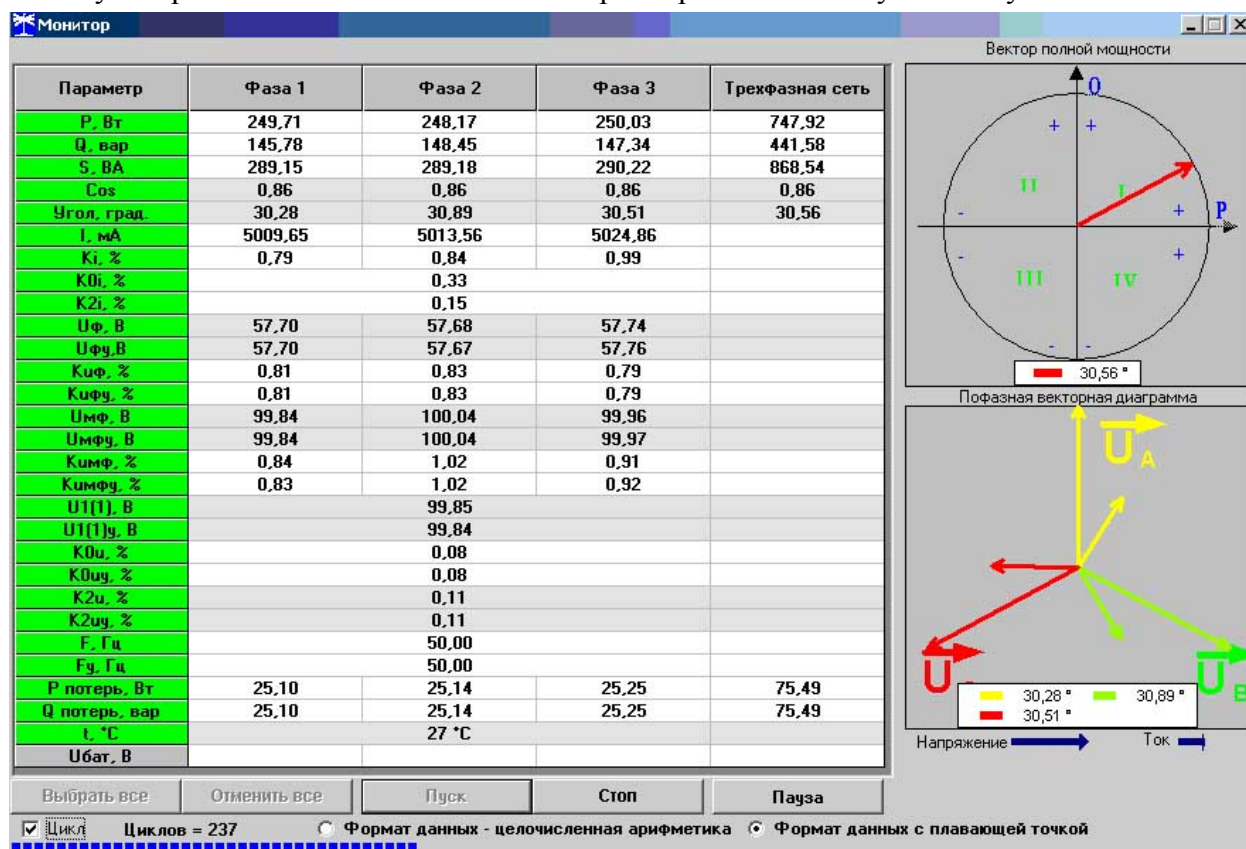 Монитор
Параметр Фаза 1 Фаза 2 Фаза 3 Трехфазная сеть
P, Вт 249,71 248,17 250,03 747,92
Q, вар 145,78 148,45 147,34 441,58
S, ВА 289,15 289,18 290,22 868,54
Cos 0,86 0,86 0,86 0,86
Угол, град. 30,28 30,89 30,51 30,56
I, мА 5009,65 5013,56 5024,86
Ki, % 0,79 0,84 0,99
K0i, % 0,33
K2i, % 0,15
Uф, В 57,70 57,68 57,74
Uфу,В 57,70 57,67 57,76
Kuф, % 0,81 0,83 0,79
Kuфу, % 0,81 0,83 0,79
Uмф, В 99,84 100,04 99,96
Uмфу, В 99,84 100,04 99,97
Kuмф, % 0,84 1,02 0,91
Kuмфу, % 0,83 1,02 0,92
U1(1), В 99,85
U1(1)у, В 99,84
K0u, % 0,08
K0uу, % 0,08
K2u, % 0,11
K2uу, % 0,11
F, Гц 50,00
Fу, Гц 50,00
P потерь, Вт 25,10 25,14 25,25 75,49
Q потерь, вар 25,10 25,14 25,25 75,49
t, °C 27 °C
Uбат, В
Вектор полной мощности
Q
+ +
II I
- + P
- +
III IV
- -
30,56 °
Пофазная векторная диаграмма
U A
U U B
30,28 ° 30,89 °
30,51 °
Напряжение Ток
Выбрать все Отменить все Пуск Стоп Пауза
Цикл Циклов = 237 Формат данных - целочисленная арифметика Формат данных с плавающей точкой